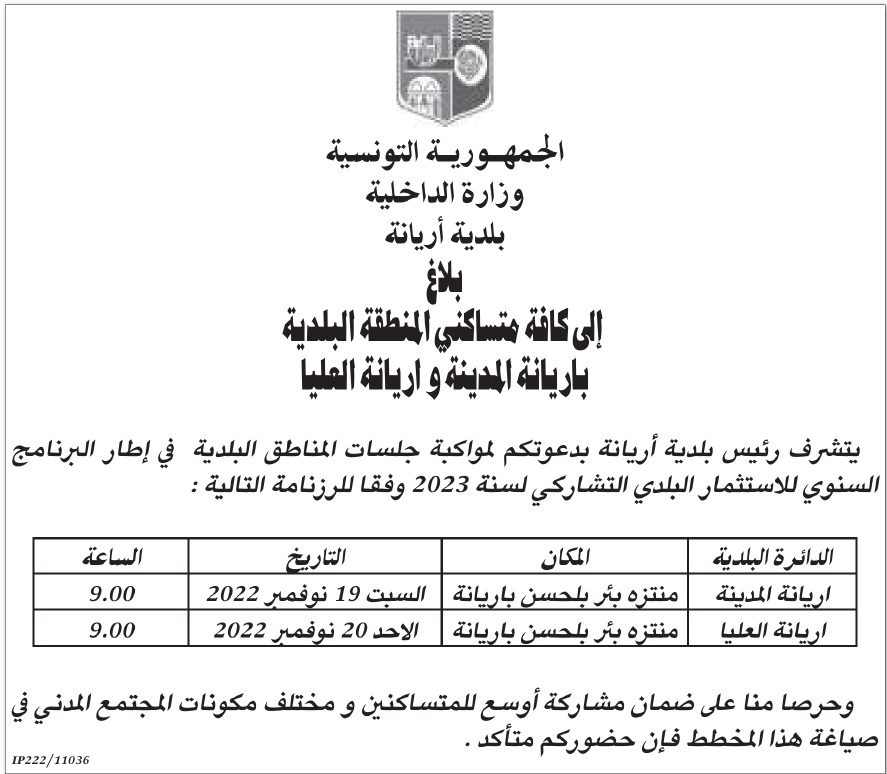 الجمهورية التونسية
وزارة الداخلية
بلدية أريانة
بلاغ
إلى كافة متساكني المنطقة البلدية
باريانة المدينة و اريانة العليا
يتشرف رئيس بلدية أريانة بدعوتكم لمواكبة جلسات المناطق البلدية في إطار البرنامج
السنوي للاستثمار البلدي التشاركي لسنة 2023 وفقا للرزنامة التالية :
الدائرة البلدية المكان التاريخ الساعة
اريانة المدينة منتزه بئر بلحسن باريانة السبت 19 نوفمبر 2022 9.00
اريانة العليا منتزه بئر بلحسن باريانة الاحد 20 نوفمبر 2022 9.00
وحرصا منا على ضمان مشاركة أوسع للمتساكنين و مختلف مكونات المجتمع المدني في
صياغة هذا المخطط فإن حضوركم متأكد .
IP222/11036